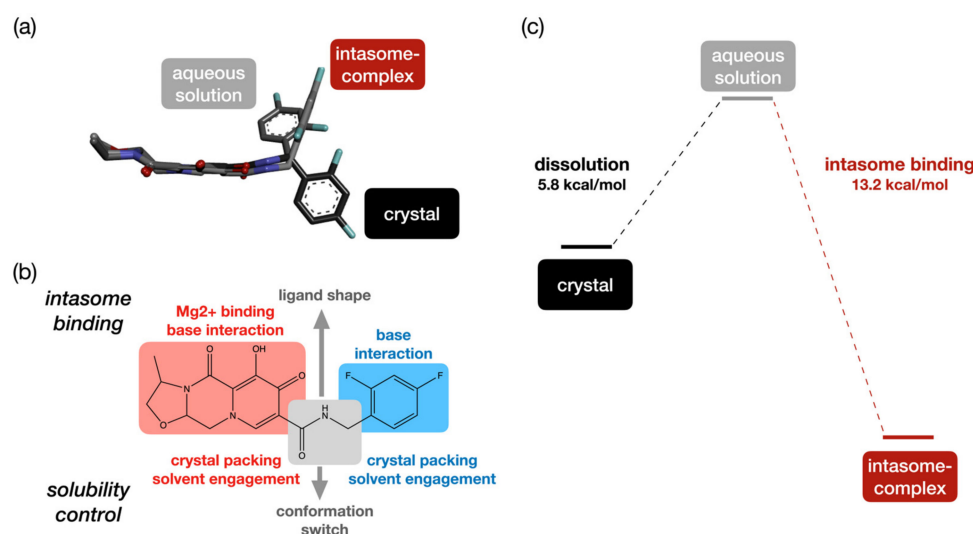 (a)
aqueous
solution
intasome-
complex
crystal
(b)
intasome
binding
ligand shape
Mg2+ binding
base interaction
base
interaction
O
OH
O
F
F
N
N
O
H
N
O
crystal packing
solvent engagement
crystal packing
solvent engagement
solubility
control
conformation
switch
(c)
aqueous
solution
dissolution
5.8 kcal/mol
intasome binding
13.2 kcal/mol
crystal
intasome-
complex